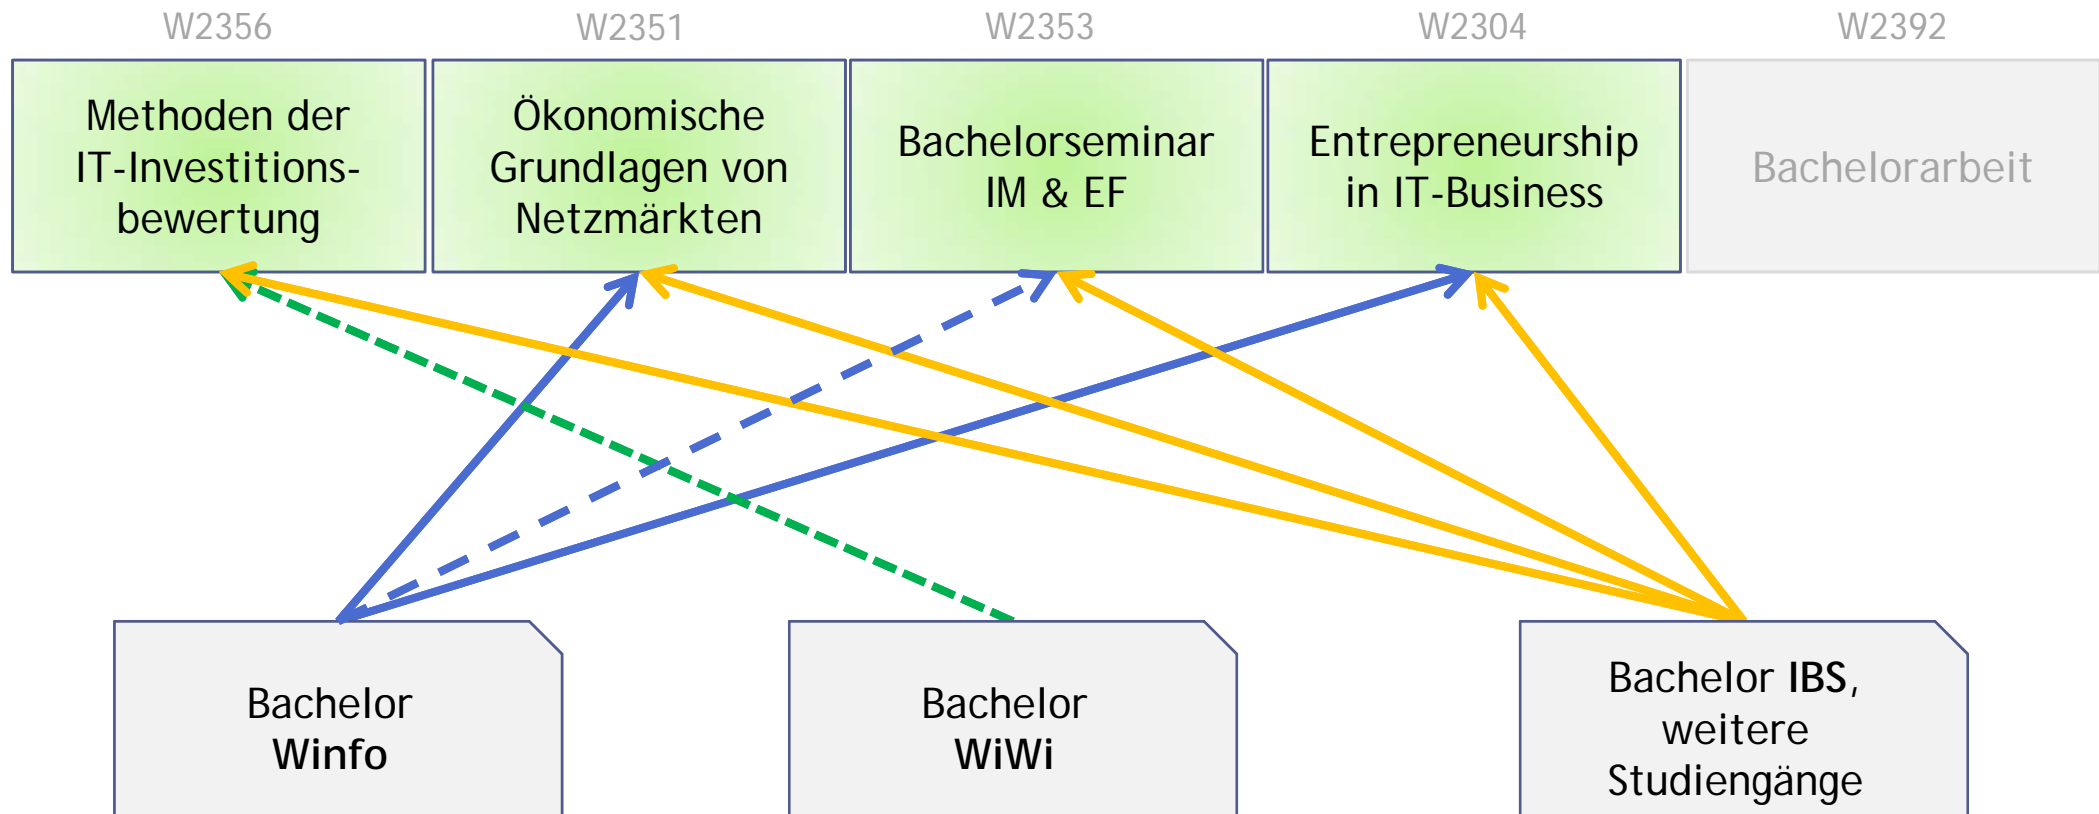 W2356
W2351
W2353
W2304
W2392
Methoden der
IT-Investitions-
bewertung
Ökonomische
Grundlagen von
Netzmärkten
Bachelorseminar
IM & EF
Entrepreneurship
in IT-Business
Bachelorarbeit
Bachelor
Winfo
Bachelor
WiWi
Bachelor IBS,
weitere
Studiengänge